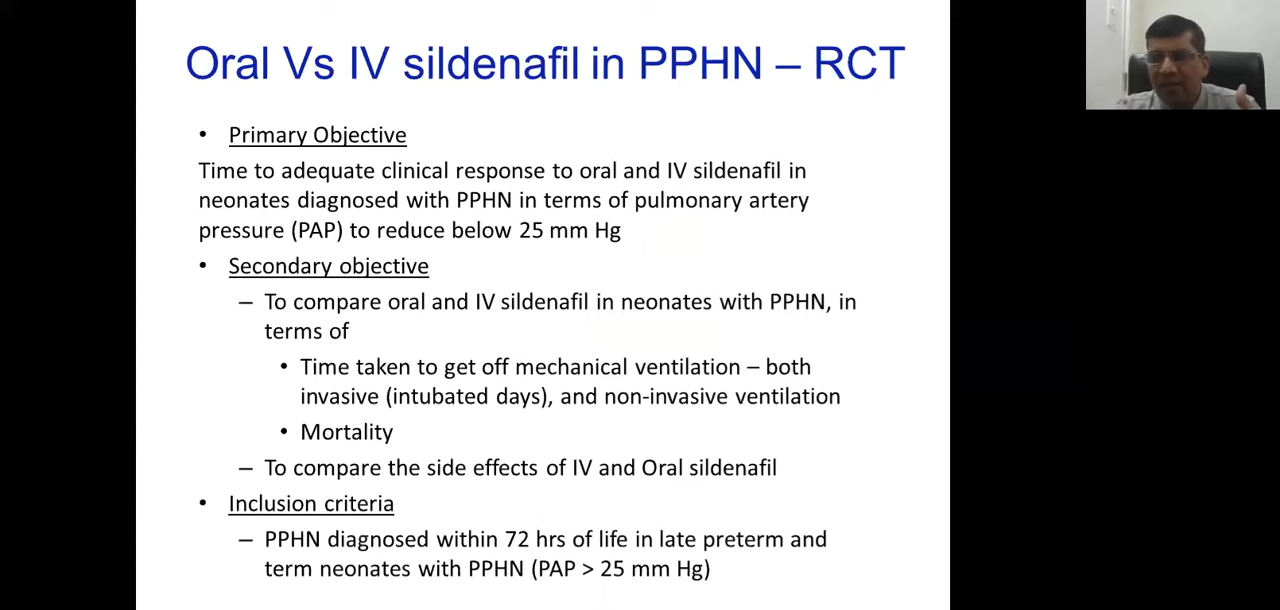 Oral Vs IV sildenafil in PPHN – RCT
• Primary Objective
Time to adequate clinical response to oral and IV sildenafil in
neonates diagnosed with PPHN in terms of pulmonary artery
pressure (PAP) to reduce below 25 mm Hg
• Secondary objective
– To compare oral and IV sildenafil in neonates with PPHN, in
terms of
• Time taken to get off mechanical ventilation – both
invasive (intubated days), and non-invasive ventilation
• Mortality
– To compare the side effects of IV and Oral sildenafil
• Inclusion criteria
– PPHN diagnosed within 72 hrs of life in late preterm and
term neonates with PPHN (PAP > 25 mm Hg)